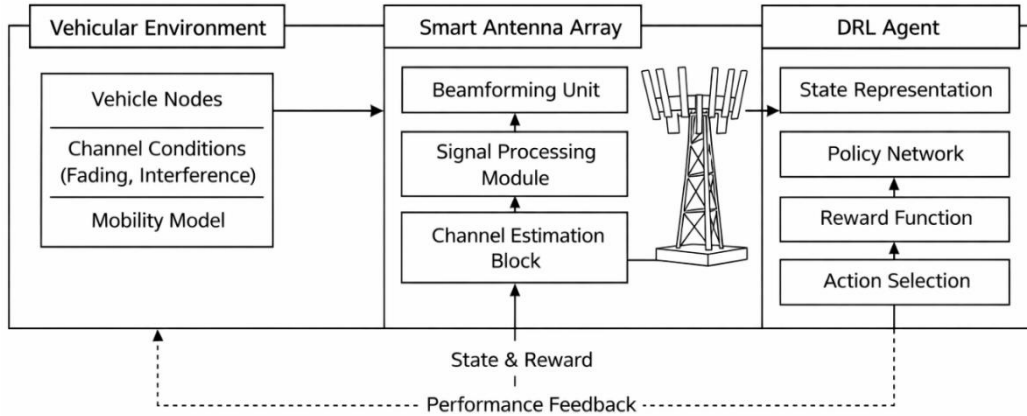 Vehicular Environment
Vehicle Nodes
Channel Conditions
(Fading, Interference)
Mobility Model
Smart Antenna Array
Beamforming Unit
Signal Processing
Module
Channel Estimation
Block
DRL Agent
State Representation
Policy Network
Reward Function
Action Selection
State & Reward
Performance Feedback